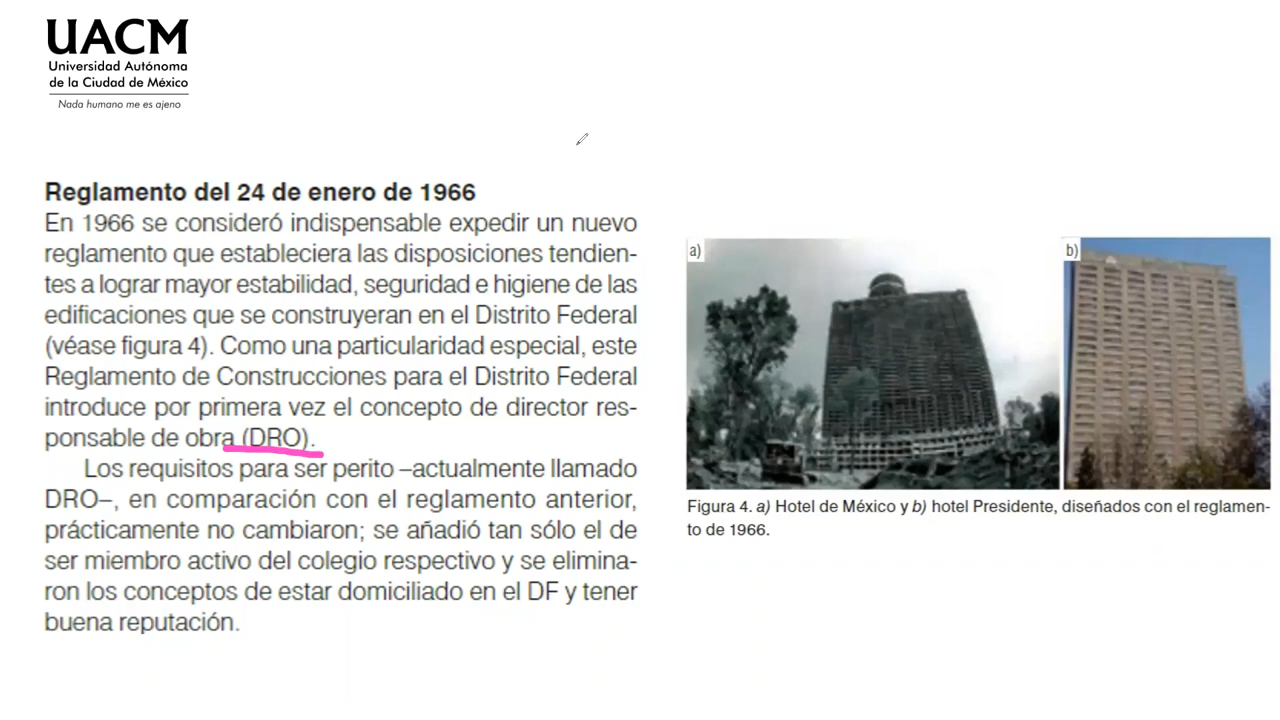 UACM
Universidad Autónoma
de la Ciudad de México
Nada humano me es ajeno
Reglamento del 24 de enero de 1966
En 1966 se consideró indispensable expedir un nuevo
reglamento que estableciera las disposiciones tendien-
tes a lograr mayor estabilidad, seguridad e higiene de las
edificaciones que se construyeran en el Distrito Federal
(véase figura 4). Como una particularidad especial, este
Reglamento de Construcciones para el Distrito Federal
introduce por primera vez el concepto de director res-
ponsable de obra (DRO).
Los requisitos para ser perito –actualmente llamado
DRO–, en comparación con el reglamento anterior,
prácticamente no cambiaron; se añadió tan sólo el de
ser miembro activo del colegio respectivo y se elimina-
ron los conceptos de estar domiciliado en el DF y tener
buena reputación.
a)
b)
Figura 4. a) Hotel de México y b) hotel Presidente, diseñados con el reglamen-
to de 1966.